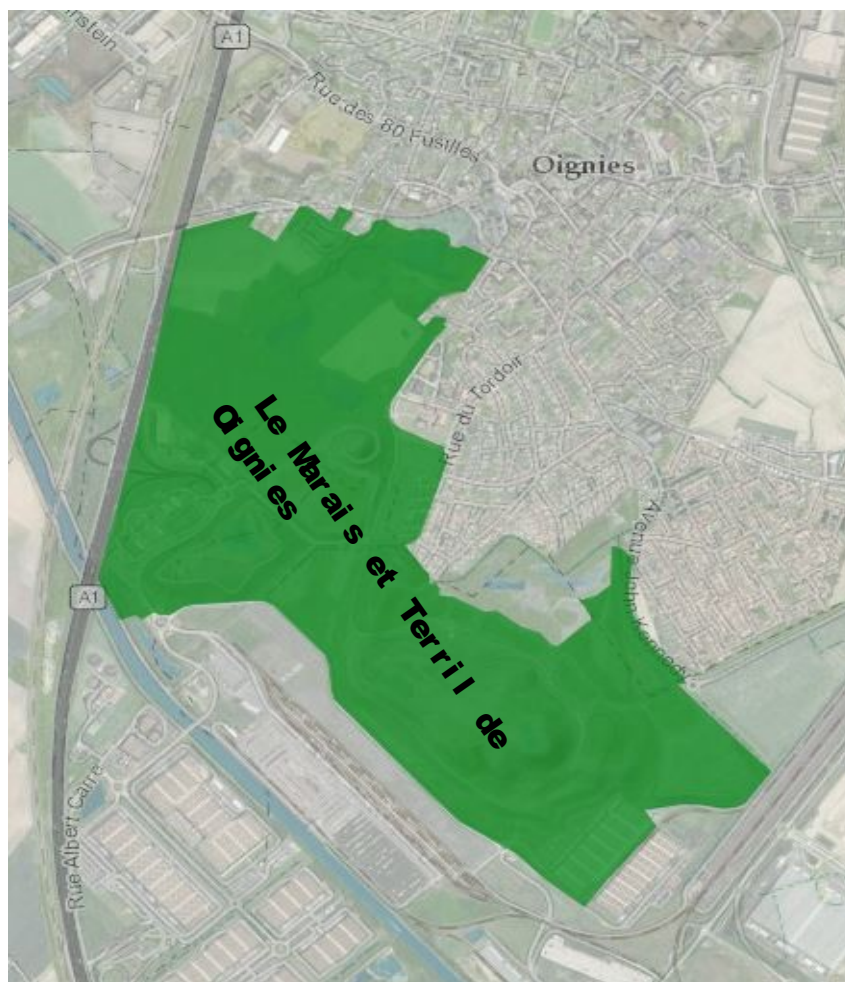 A1
Rue des 80 Fusillés
Oignies
Rue du Tordoir
Le Marais et Terril de
Oignies
Avenue John Kennedy
A1
Rue Albert Carré